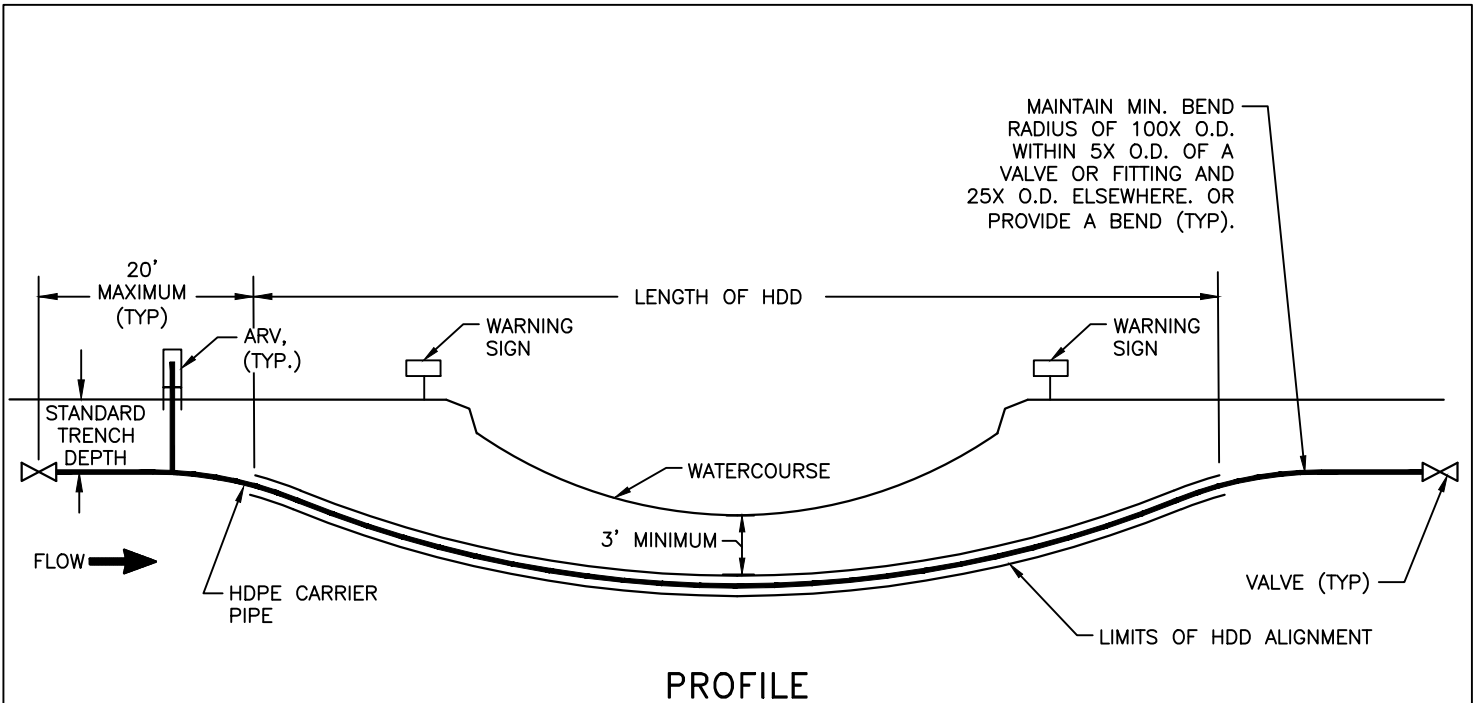 MAINTAIN MIN. BEND
RADIUS OF 100X O.D.
WITHIN 5X O.D. OF A
VALVE OR FITTING AND
25X O.D. ELSEWHERE. OR
PROVIDE A BEND (TYP).
20'
MAXIMUM
(TYP)
LENGTH OF HDD
ARV,
(TYP.)
WARNING
SIGN
WARNING
SIGN
STANDARD
TRENCH
DEPTH
WATERCOURSE
3' MINIMUM
FLOW
HDPE CARRIER
PIPE
VALVE (TYP)
LIMITS OF HDD ALIGNMENT
PROFILE